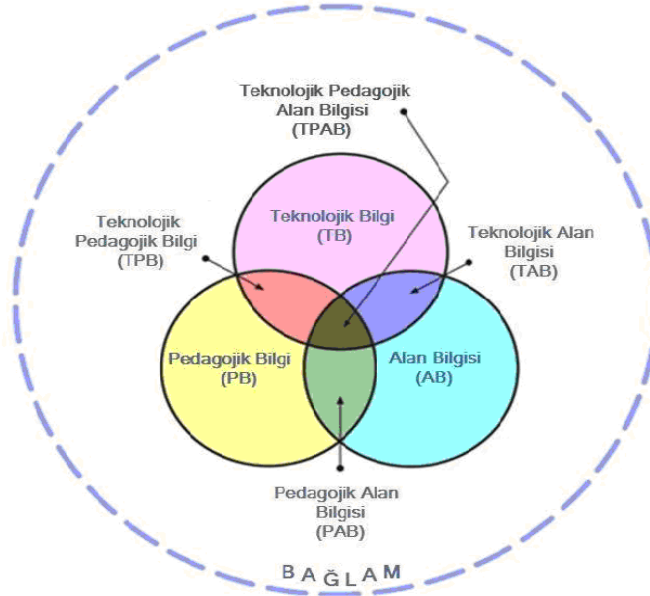 Teknolojik Pedagojik
Alan Bilgisi
(TPAB)
Teknolojik Bilgi
(TB)
Teknolojik
Pedagojik Bilgi
(TPB)
Teknolojik Alan
Bilgisi
(TAB)
Pedagojik Bilgi
(PB)
Alan Bilgisi
(AB)
Pedagojik Alan
Bilgisi
(PAB)
BAĞLAM